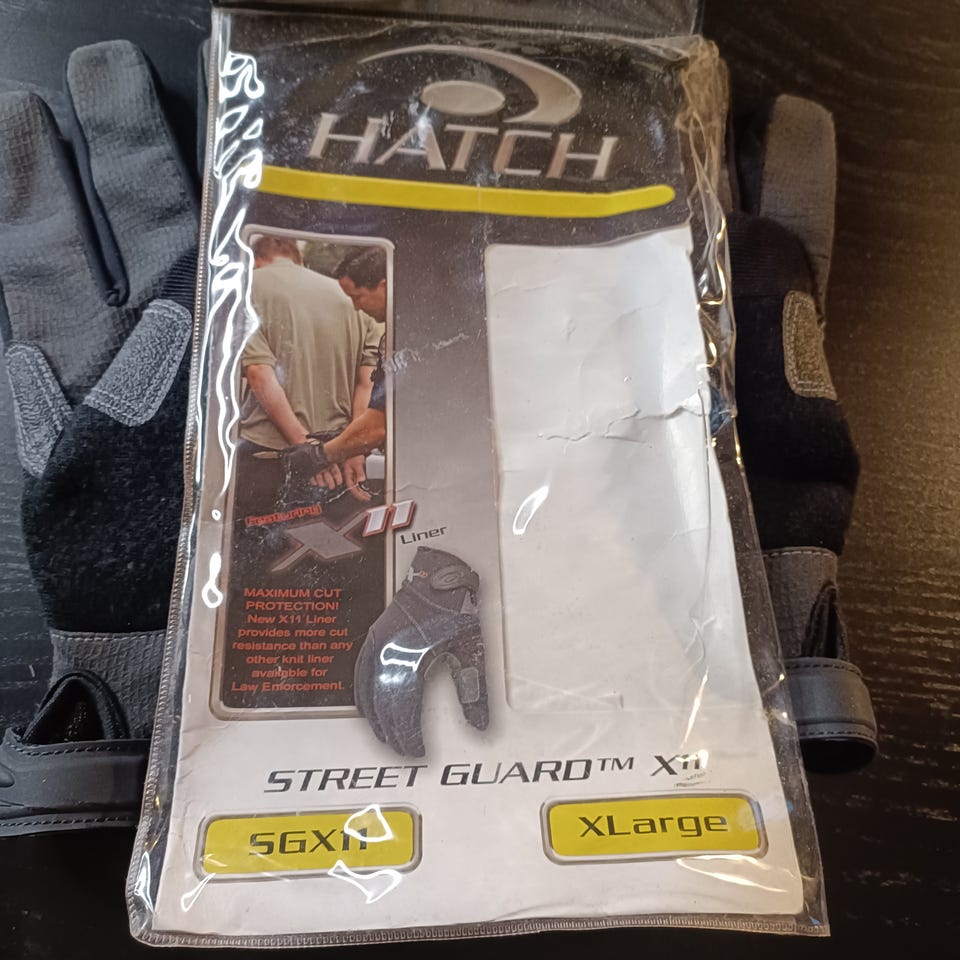 HATCH
Featuring
X11
Liner
MAXIMUM CUT
PROTECTION!
New X11 Liner
provides more cut
resistance than any
other knit liner
available for
Law Enforcement.
STREET GUARD™ X11
SGX11
XLarge